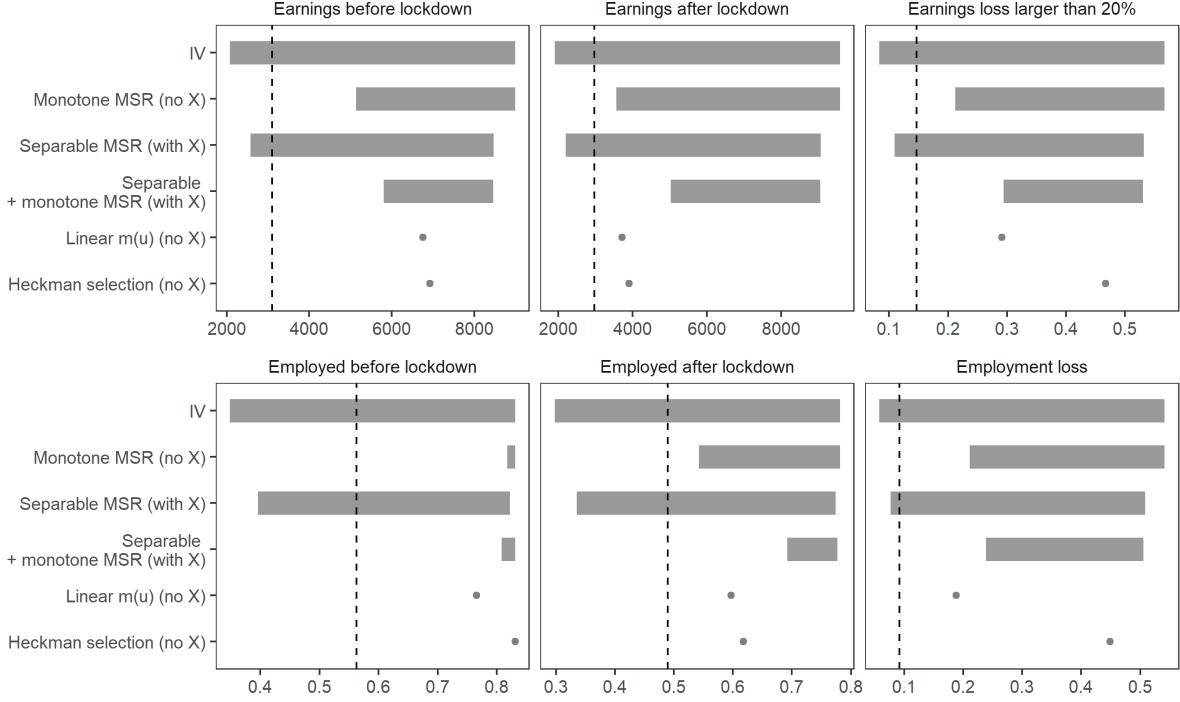 Earnings before lockdown
Earnings after lockdown
Earnings loss larger than 20%
IV
Monotone MSR (no X)
Separable MSR (with X)
Separable
+ monotone MSR (with X)
Linear m(u) (no X)
Heckman selection (no X)
2000 4000 6000 8000
2000 4000 6000 8000
0.1 0.2 0.3 0.4 0.5
Employed before lockdown
Employed after lockdown
Employment loss
IV
Monotone MSR (no X)
Separable MSR (with X)
Separable
+ monotone MSR (with X)
Linear m(u) (no X)
Heckman selection (no X)
0.4 0.5 0.6 0.7 0.8
0.3 0.4 0.5 0.6 0.7 0.8
0.1 0.2 0.3 0.4 0.5